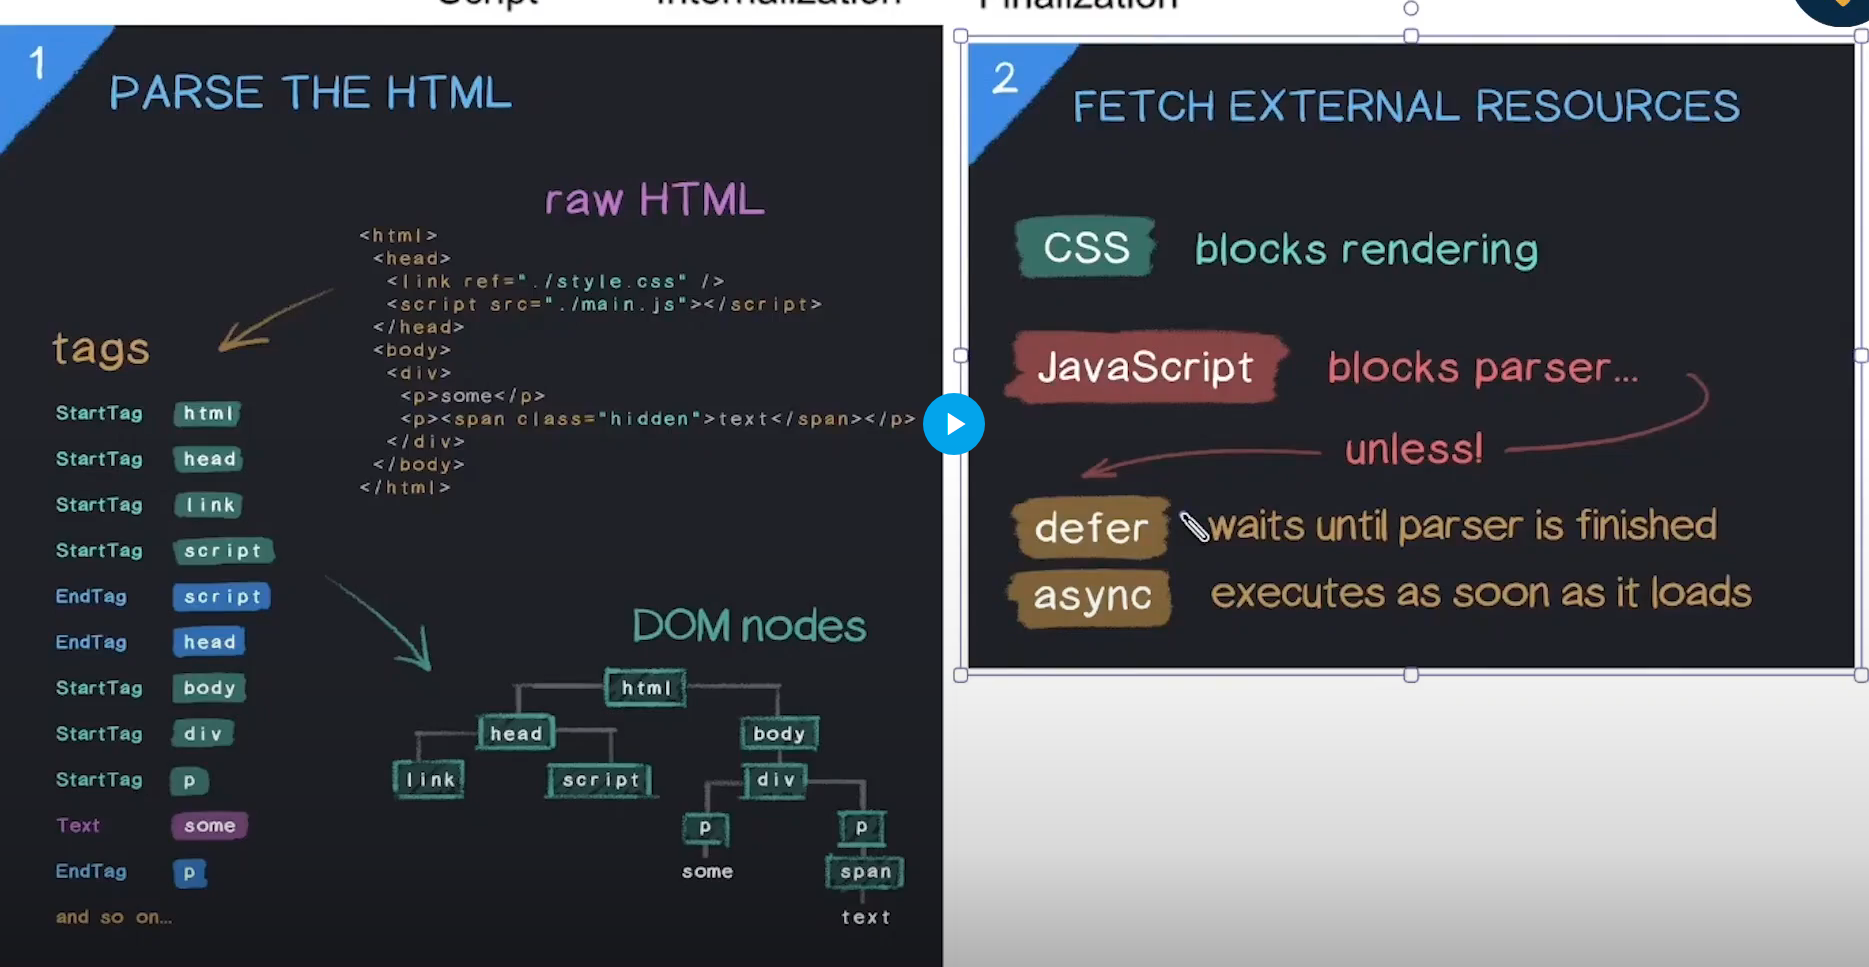 Script Internalization Finalization
1
PARSE THE HTML
raw HTML
<html>
<head>
<link ref="./style.css" />
<script src="./main.js"></script>
</head>
<body>
<div>
<p>some</p>
<p><span class="hidden">text</span></p>
</div>
</body>
</html>
tags
StartTag html
StartTag head
StartTag link
StartTag script
EndTag script
EndTag head
StartTag body
StartTag div
StartTag p
Text some
EndTag p
and so on...
DOM nodes
html
head body
link script div
p p
some span
text
2
FETCH EXTERNAL RESOURCES
CSS blocks rendering
JavaScript blocks parser...
unless!
defer waits until parser is finished
async executes as soon as it loads